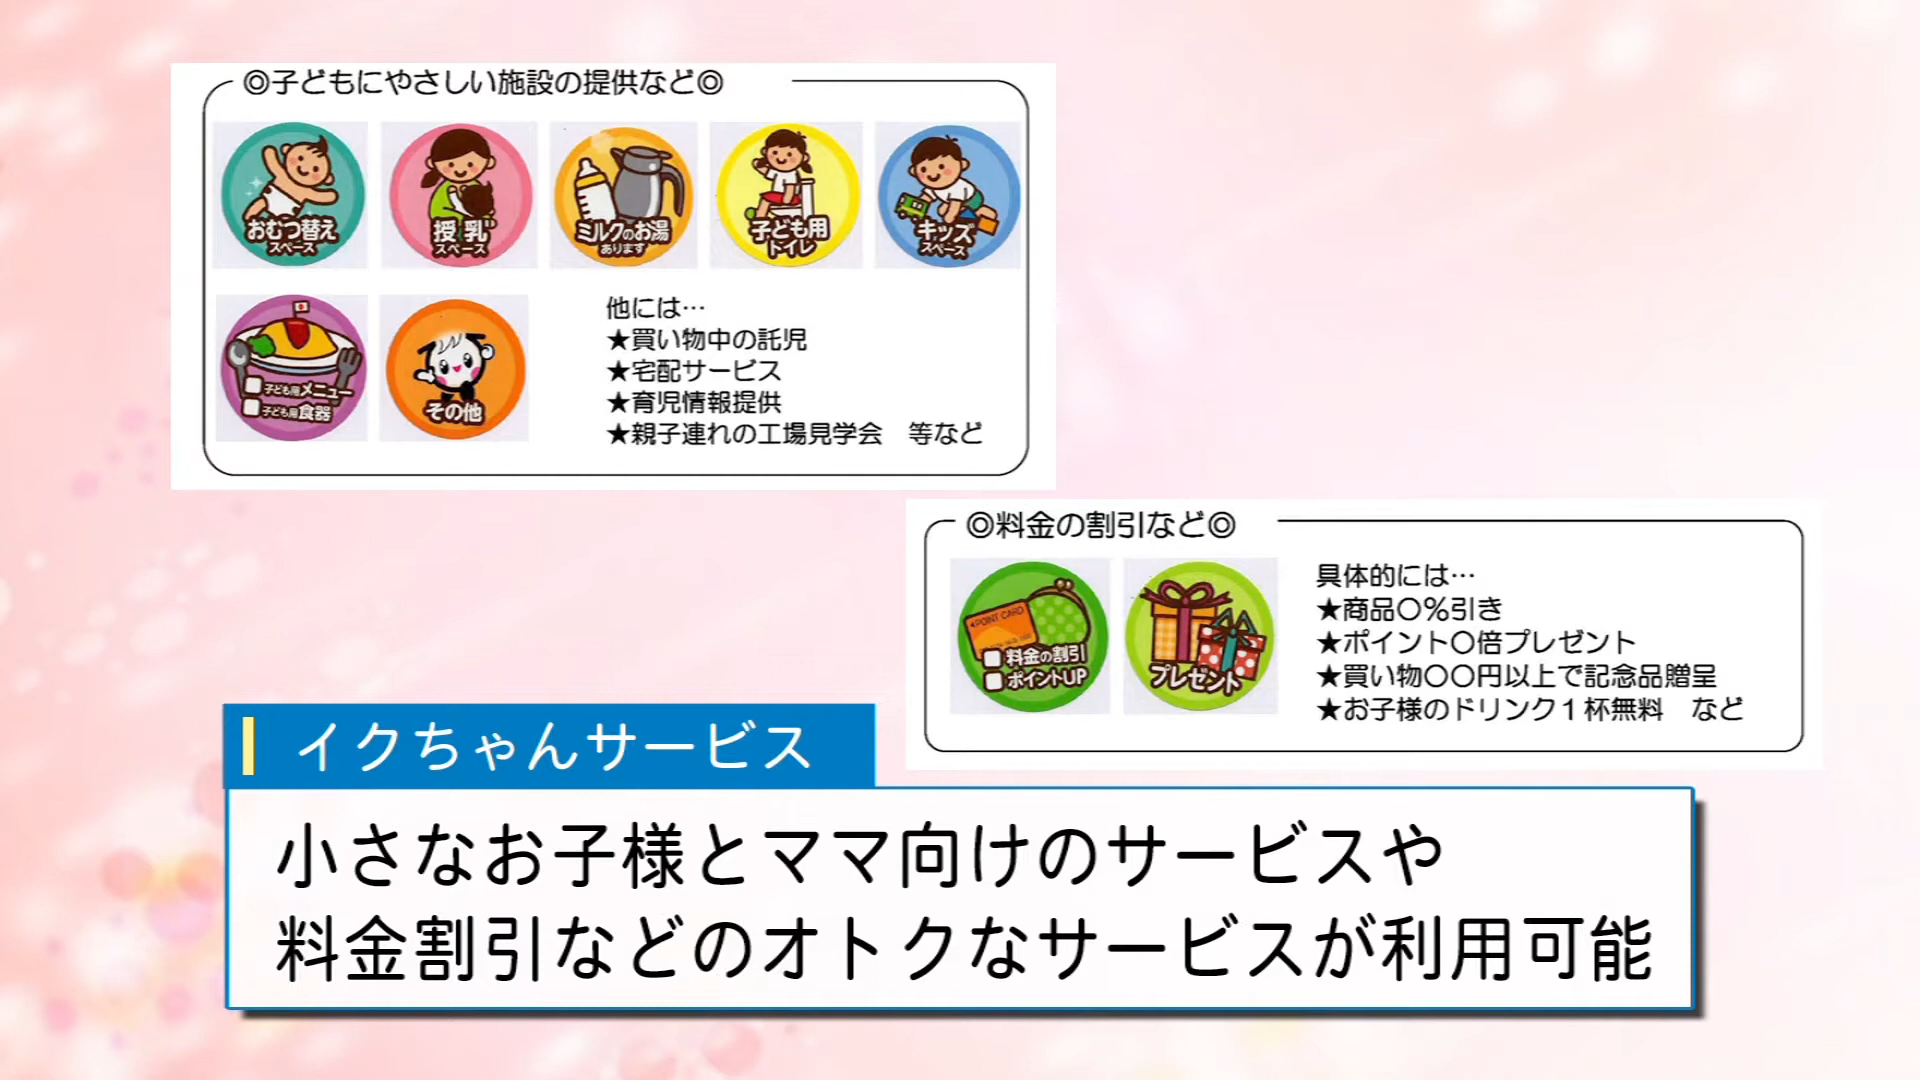 ◎子どもにやさしい施設の提供など◎
おむつ替え
スペース
授乳
スペース
ミルクのお湯
あります
子ども用
トイレ
キッズ
スペース
子ども用メニュー
子ども用食器
その他
他には…
★買い物中の託児
★宅配サービス
★育児情報提供
★親子連れの工場見学会　等など
◎料金の割引など◎
POINT CARD
料金の割引
ポイントUP
プレゼント
具体的には…
★商品〇%引き
★ポイント〇倍プレゼント
★買い物〇〇円以上で記念品贈呈
★お子様のドリンク１杯無料　など
イクちゃんサービス
小さなお子様とママ向けのサービスや
料金割引などのオトクなサービスが利用可能